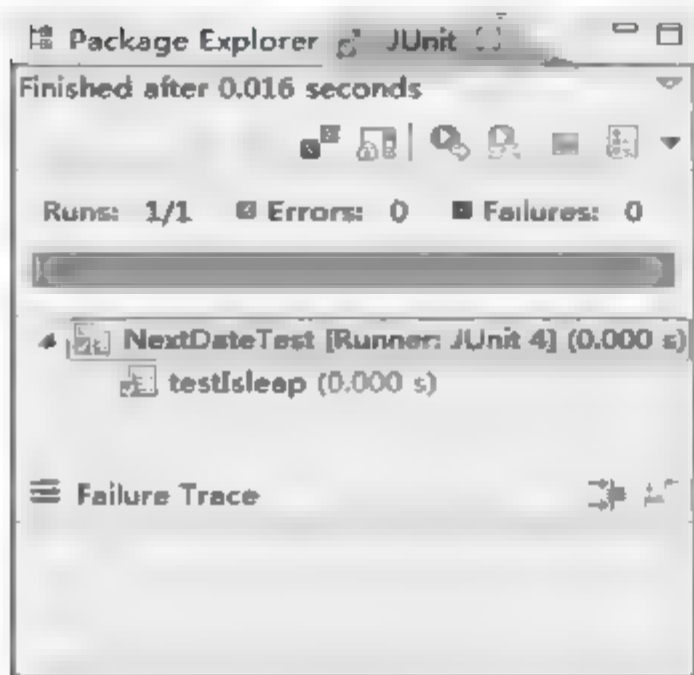 Package Explorer JUnit
Finished after 0.016 seconds
Runs: 1/1 Errors: 0 Failures: 0
NextDateTest [Runner: JUnit 4] (0.000 s)
testIsleap (0.000 s)
Failure Trace